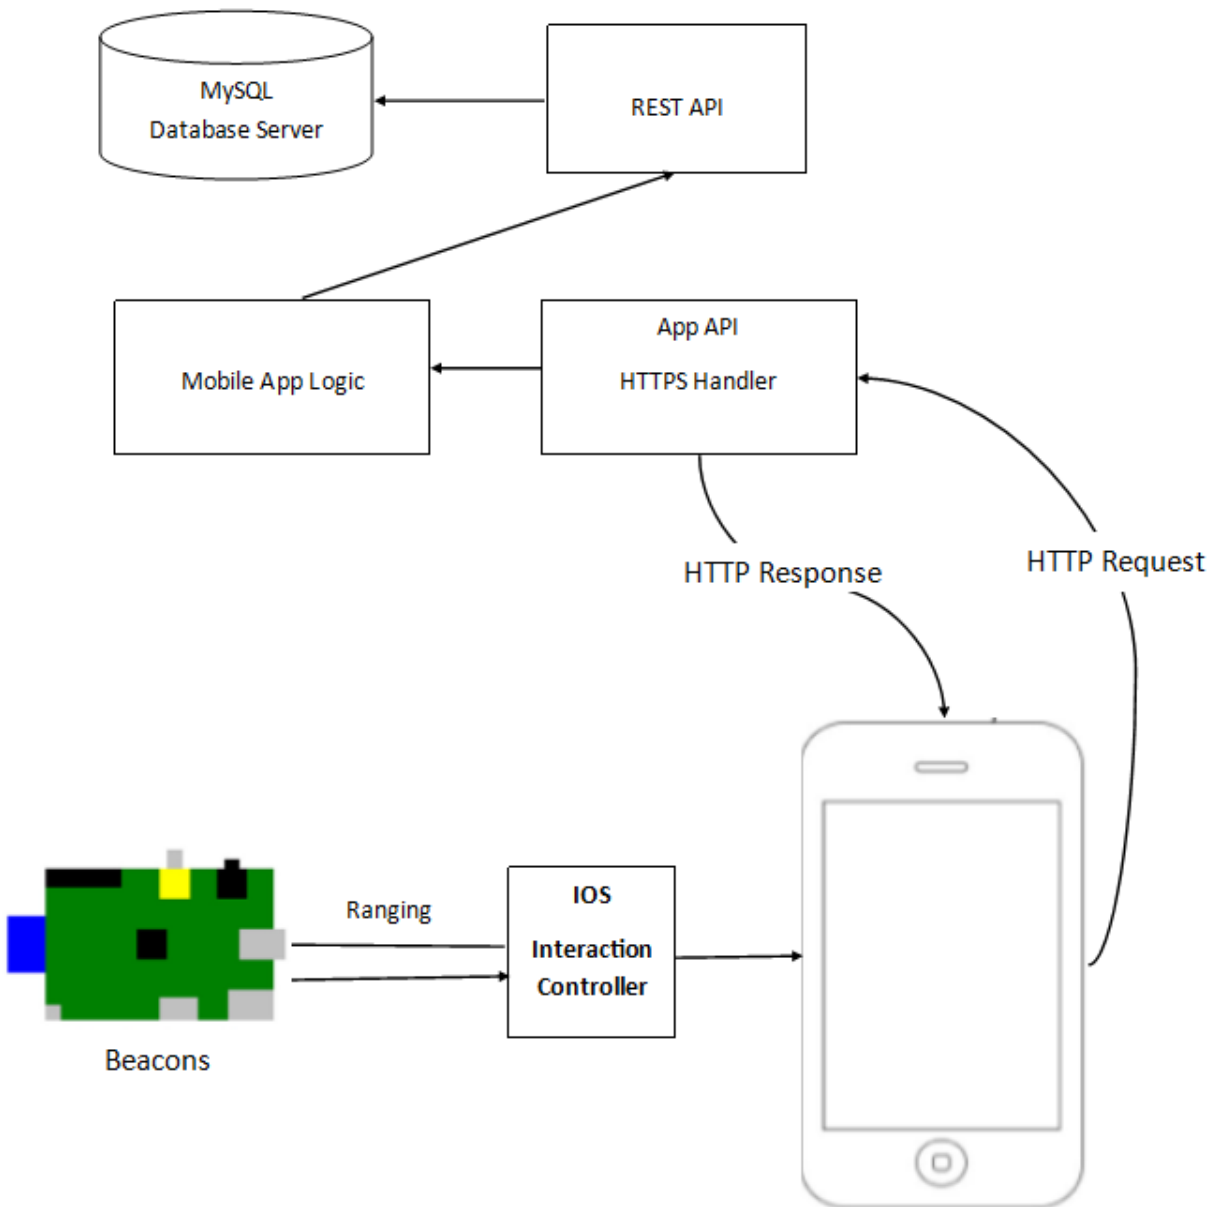 MySQL
Database Server
REST API
Mobile App Logic
App API
HTTPS Handler
HTTP Response
HTTP Request
Ranging
IOS
Interaction
Controller
Beacons